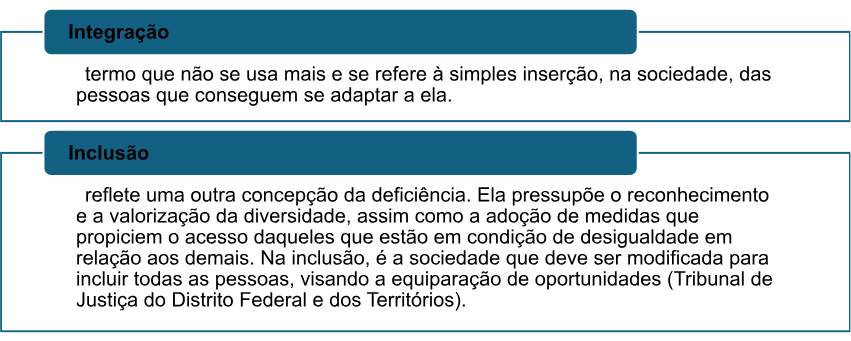 Integração
termo que não se usa mais e se refere à simples inserção, na sociedade, das
pessoas que conseguem se adaptar a ela.
Inclusão
reflete uma outra concepção da deficiência. Ela pressupõe o reconhecimento
e a valorização da diversidade, assim como a adoção de medidas que
propiciem o acesso daqueles que estão em condição de desigualdade em
relação aos demais. Na inclusão, é a sociedade que deve ser modificada para
incluir todas as pessoas, visando a equiparação de oportunidades (Tribunal de
Justiça do Distrito Federal e dos Territórios).